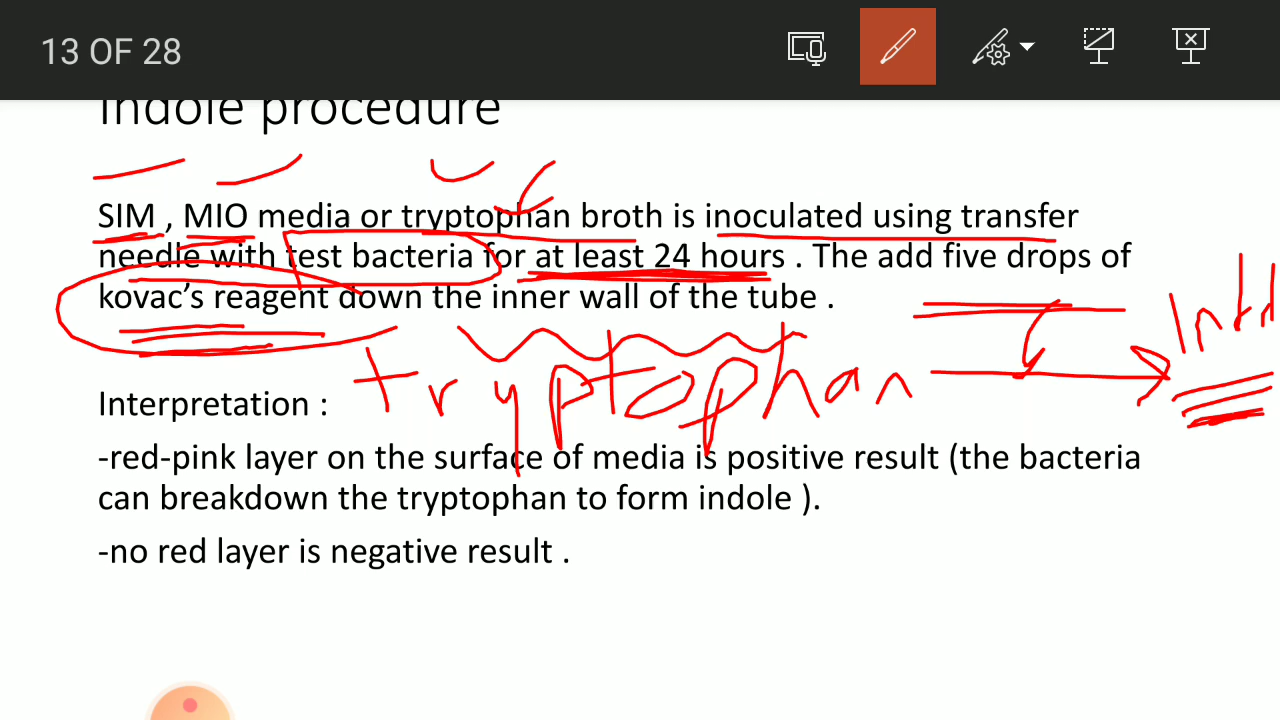 13 OF 28
Indole procedure
SIM , MIO media or tryptophan broth is inoculated using transfer
needle with test bacteria for at least 24 hours . The add five drops of
kovac's reagent down the inner wall of the tube .
tryptophan
Interpretation :
-red-pink layer on the surface of media is positive result (the bacteria
can breakdown the tryptophan to form indole ).
-no red layer is negative result .